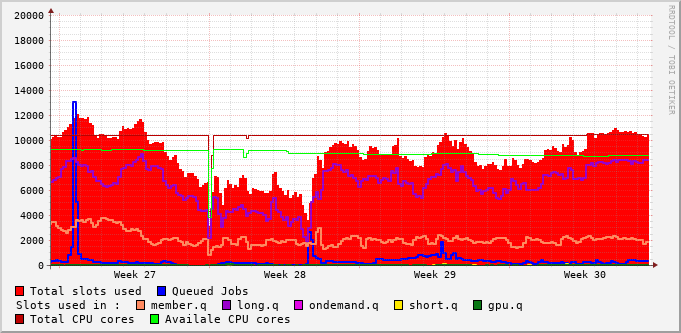 20000
18000
16000
14000
12000
10000
8000
6000
4000
2000
0
Week 27 Week 28 Week 29 Week 30
RRDTOOL / TOBI OETIKER
Total slots used Queued Jobs
Slots used in : member.q long.q ondemand.q short.q gpu.q
Total CPU cores Availale CPU cores